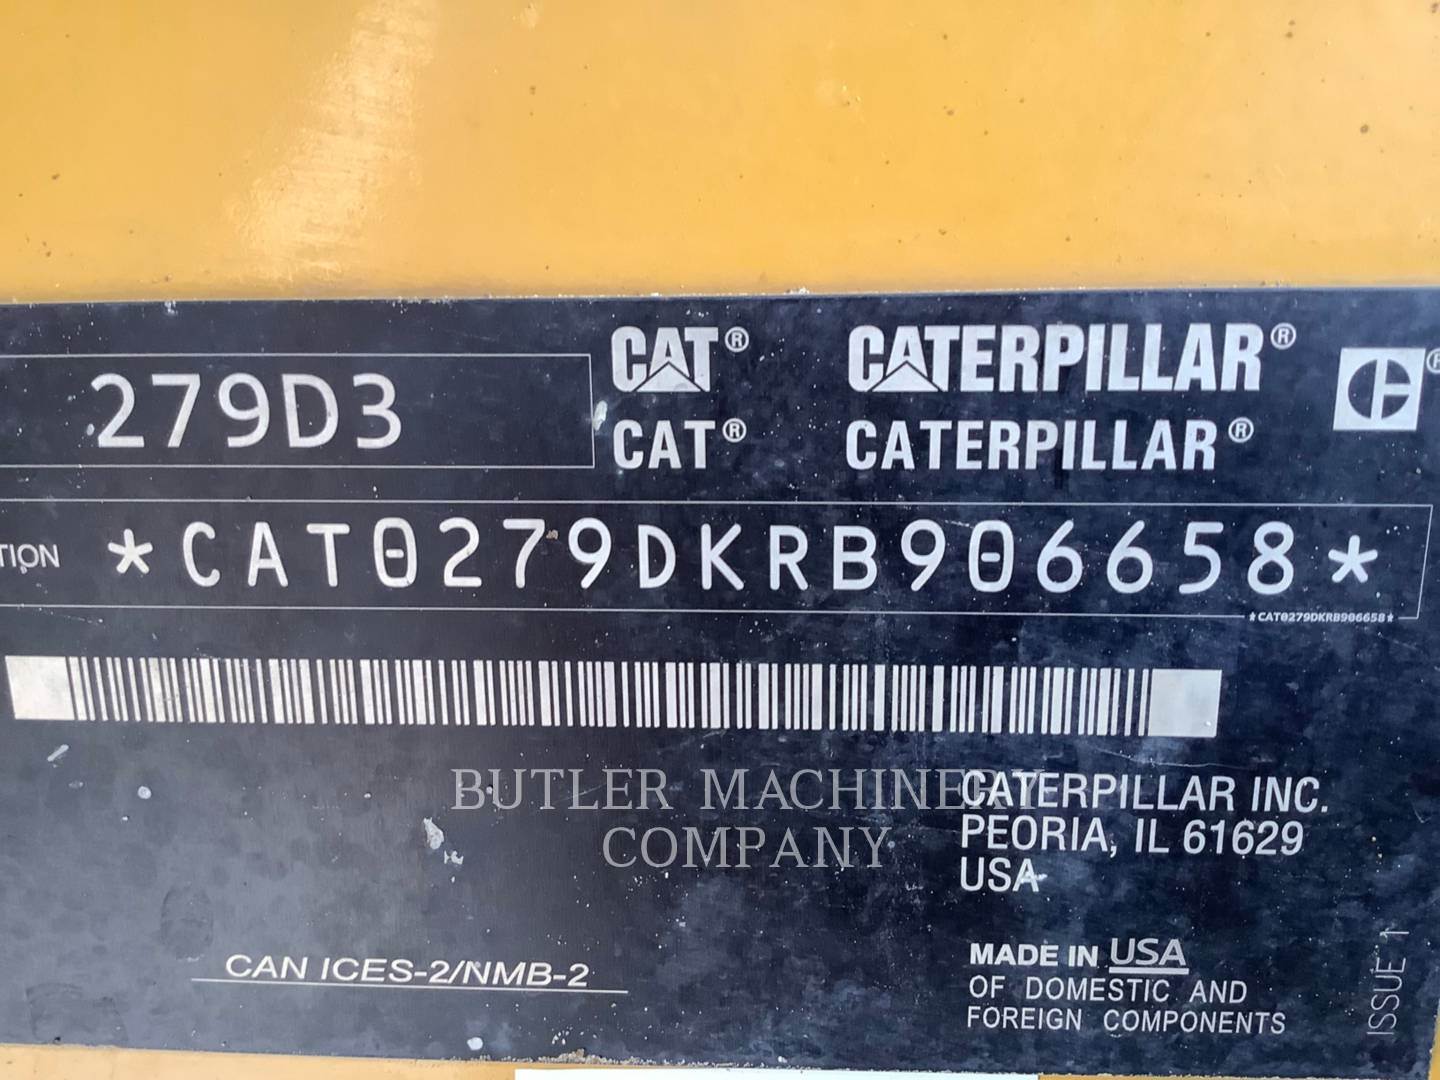 279D3
CAT® CATERPILLAR®
CAT® CATERPILLAR®
TION *CAT0279DKRB906658*
*CAT0279DKRB906658*
BUTLER MACHINERY
COMPANY
CATERPILLAR INC.
PEORIA, IL 61629
USA
CAN ICES-2/NMB-2
MADE IN USA
OF DOMESTIC AND
FOREIGN COMPONENTS
ISSUE 1